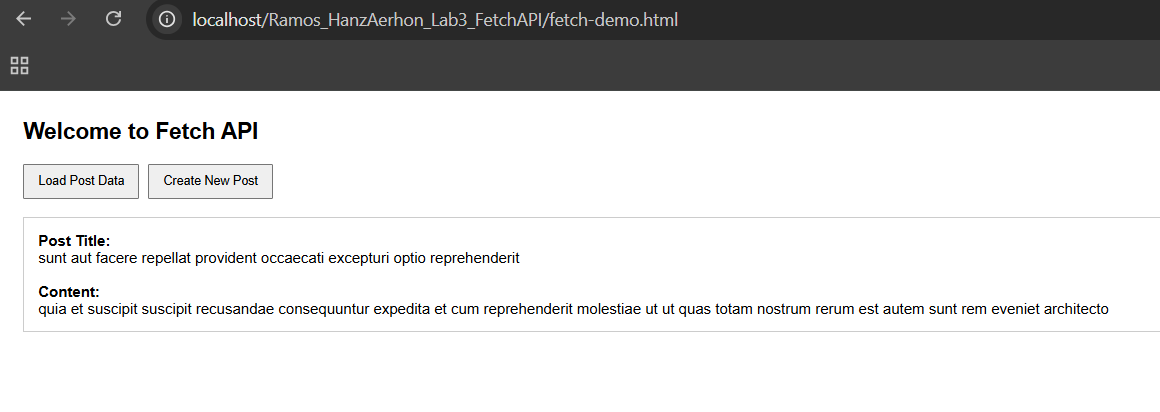 localhost/Ramos_HanzAerhon_Lab3_FetchAPI/fetch-demo.html
Welcome to Fetch API
Load Post Data Create New Post
Post Title:
sunt aut facere repellat provident occaecati excepturi optio reprehenderit
Content:
quia et suscipit suscipit recusandae consequuntur expedita et cum reprehenderit molestiae ut ut quas totam nostrum rerum est autem sunt rem eveniet architecto